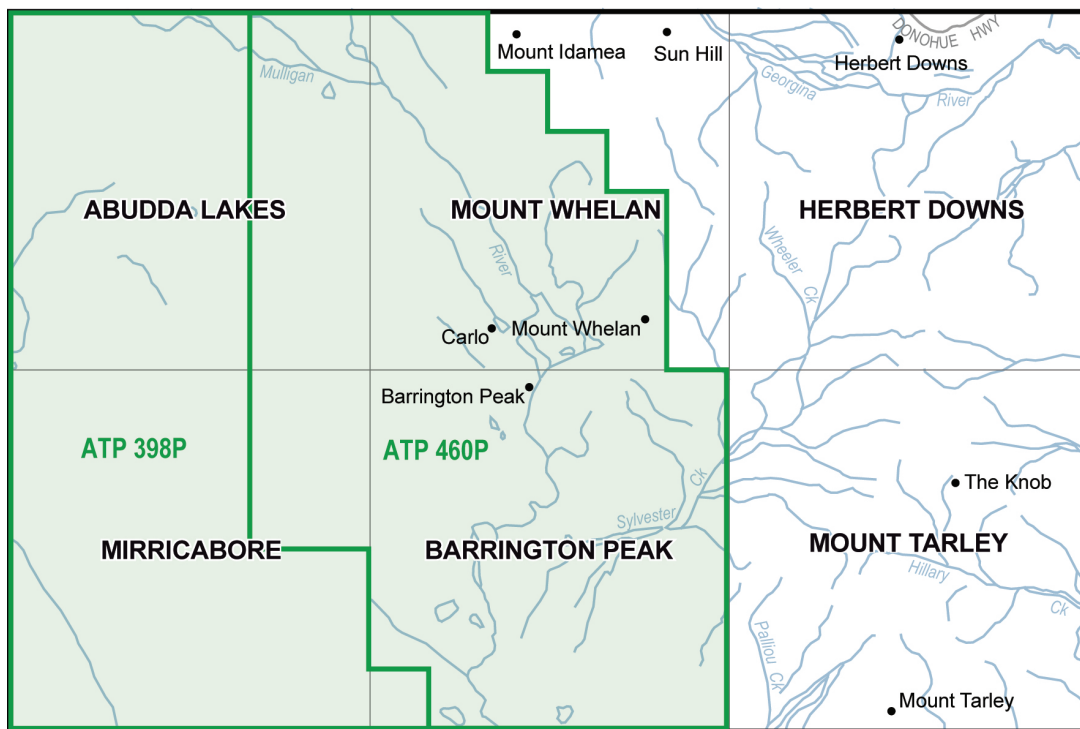 DONOHUE HWY
Mount Idamea
Sun Hill
Herbert Downs
Mulligan
Georgina
River
ABUDDA LAKES
MOUNT WHELAN
HERBERT DOWNS
River
Wheeler
Ck
Carlo
Mount Whelan
Barrington Peak
ATP 398P
ATP 460P
Ck
The Knob
Sylvester
MIRRICABORE
BARRINGTON PEAK
MOUNT TARLEY
Hillary
Ck
Palliou Ck
Mount Tarley